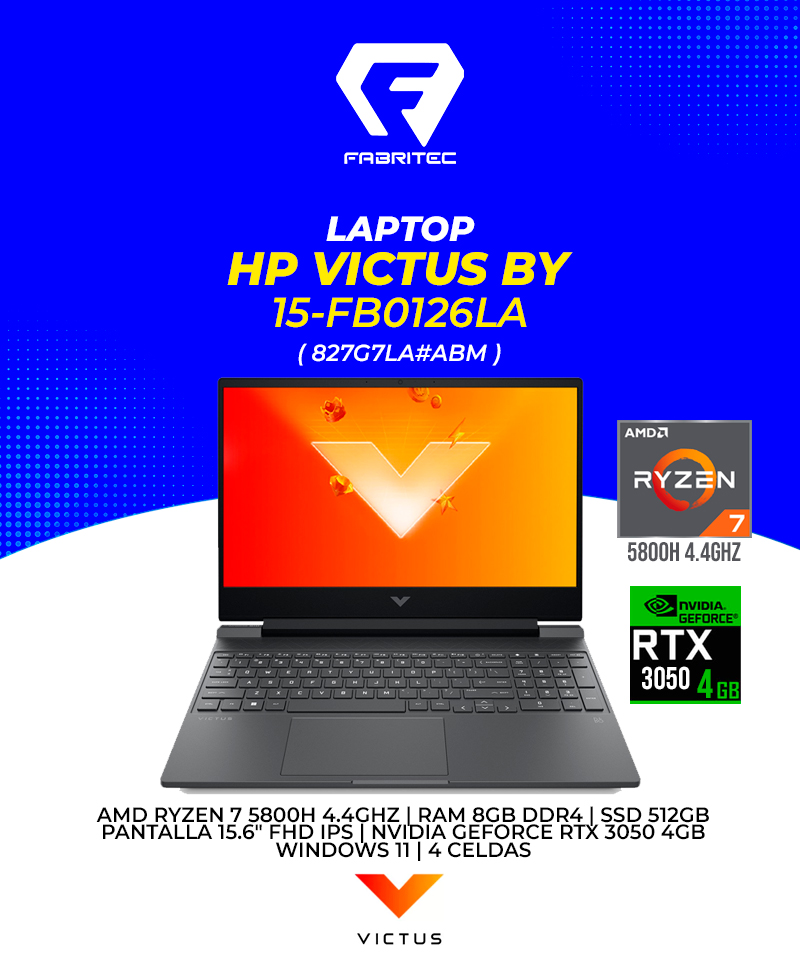 FABRITEC
LAPTOP
HP VICTUS BY
15-FB0126LA
( 827G7LA#ABM )
AMD
RYZEN
7
5800H 4.4GHZ
NVIDIA.
GEFORCE®
RTX
3050 4GB
VICTUS
AMD RYZEN 7 5800H 4.4GHZ | RAM 8GB DDR4 | SSD 512GB
PANTALLA 15.6" FHD IPS | NVIDIA GEFORCE RTX 3050 4GB
WINDOWS 11 | 4 CELDAS
VICTUS